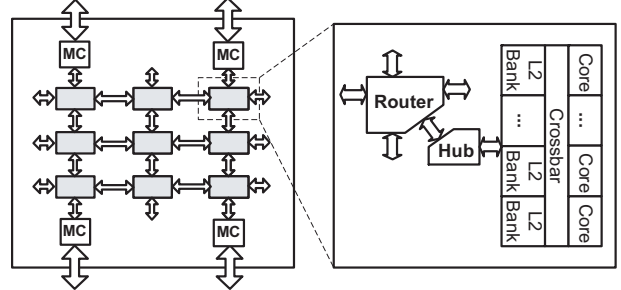 MC
MC
MC
MC
Router
Hub
L2
Bank
...
L2
Bank
L2
Bank
Crossbar
Core
...
Core
Core